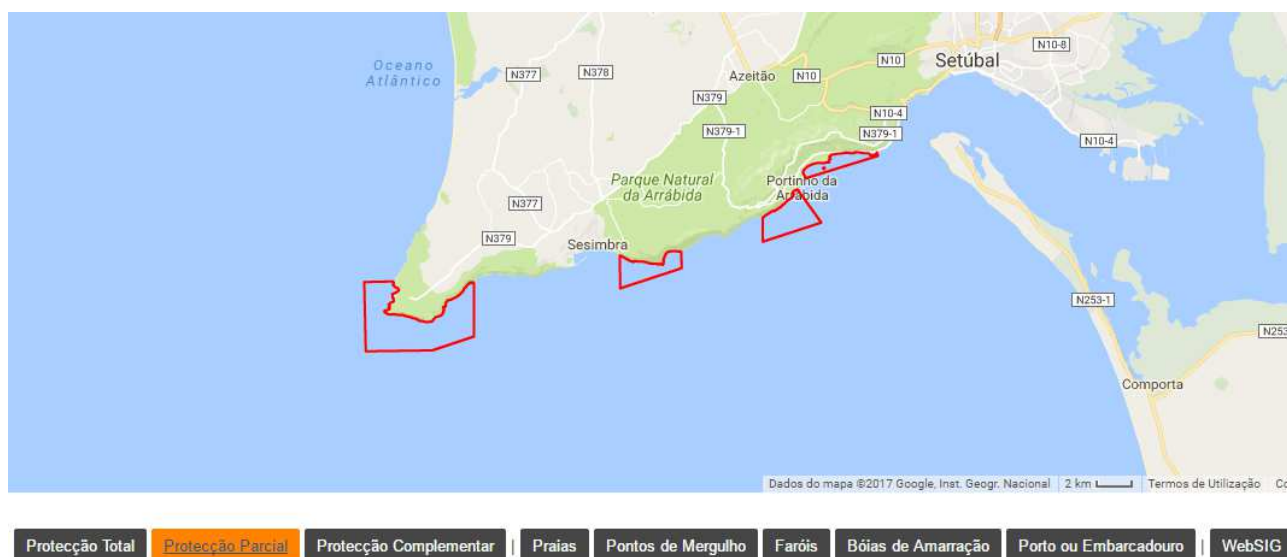 Oceano
Atlântico
N377
N378
Azeitão
N10
N10
Setúbal
N10-8
N379
N10-4
N379-1
N379-1
N10-4
Parque Natural
da Arrábida
Portinho da
Arrábida
N377
N379
Sesimbra
N253-1
N253
Comporta
Dados do mapa ©2017 Google, Inst. Geogr. Nacional 2 km Termos de Utilização Co
Protecção Total Protecção Parcial Protecção Complementar | Praias Pontos de Mergulho Faróis Bóias de Amarração Porto ou Embarcadouro | WebSIG